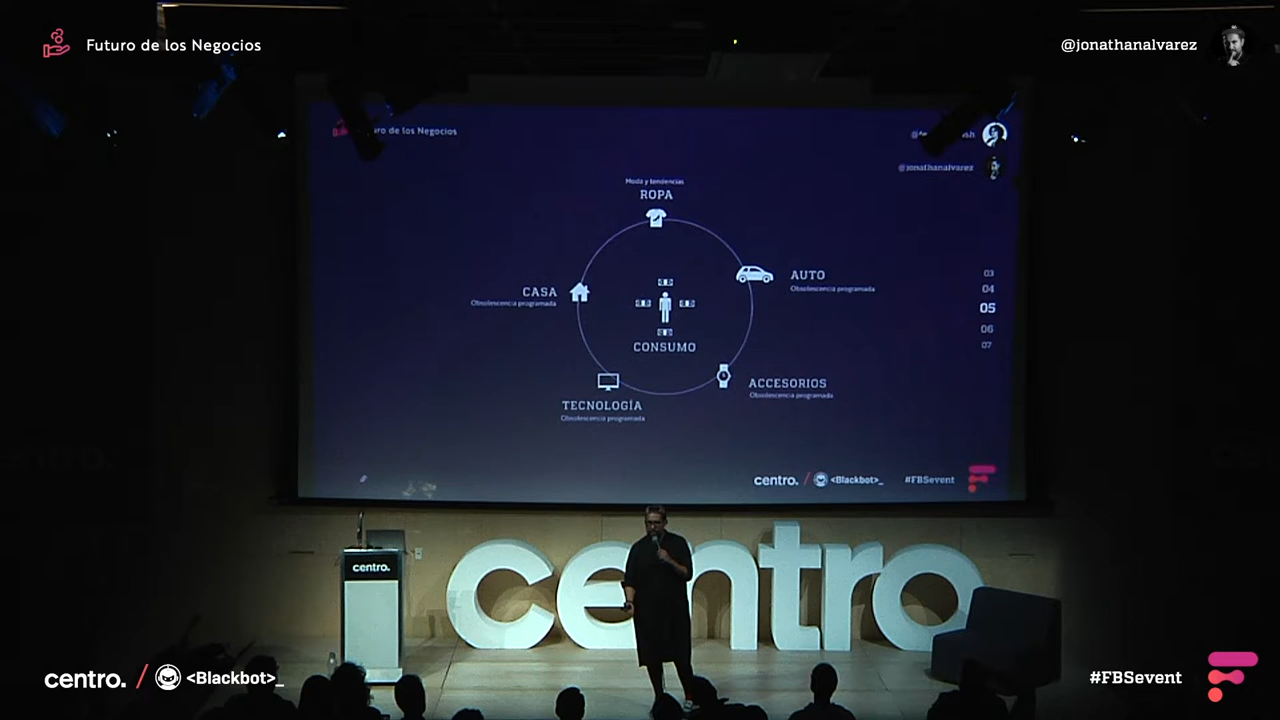 Futuro de los Negocios
@jonathanalvarez
ro de los Negocios
@jonathanalvarez
Moda y tendencias
ROPA
AUTO
Obsolescencia programada
CASA
Obsolescencia programada
CONSUMO
ACCESORIOS
Obsolescencia programada
TECNOLOGÍA
Obsolescencia programada
03
04
05
06
07
centro. / <Blackbot>_
#FBSevent
centro.
centro
centro. / <Blackbot>_
#FBSevent